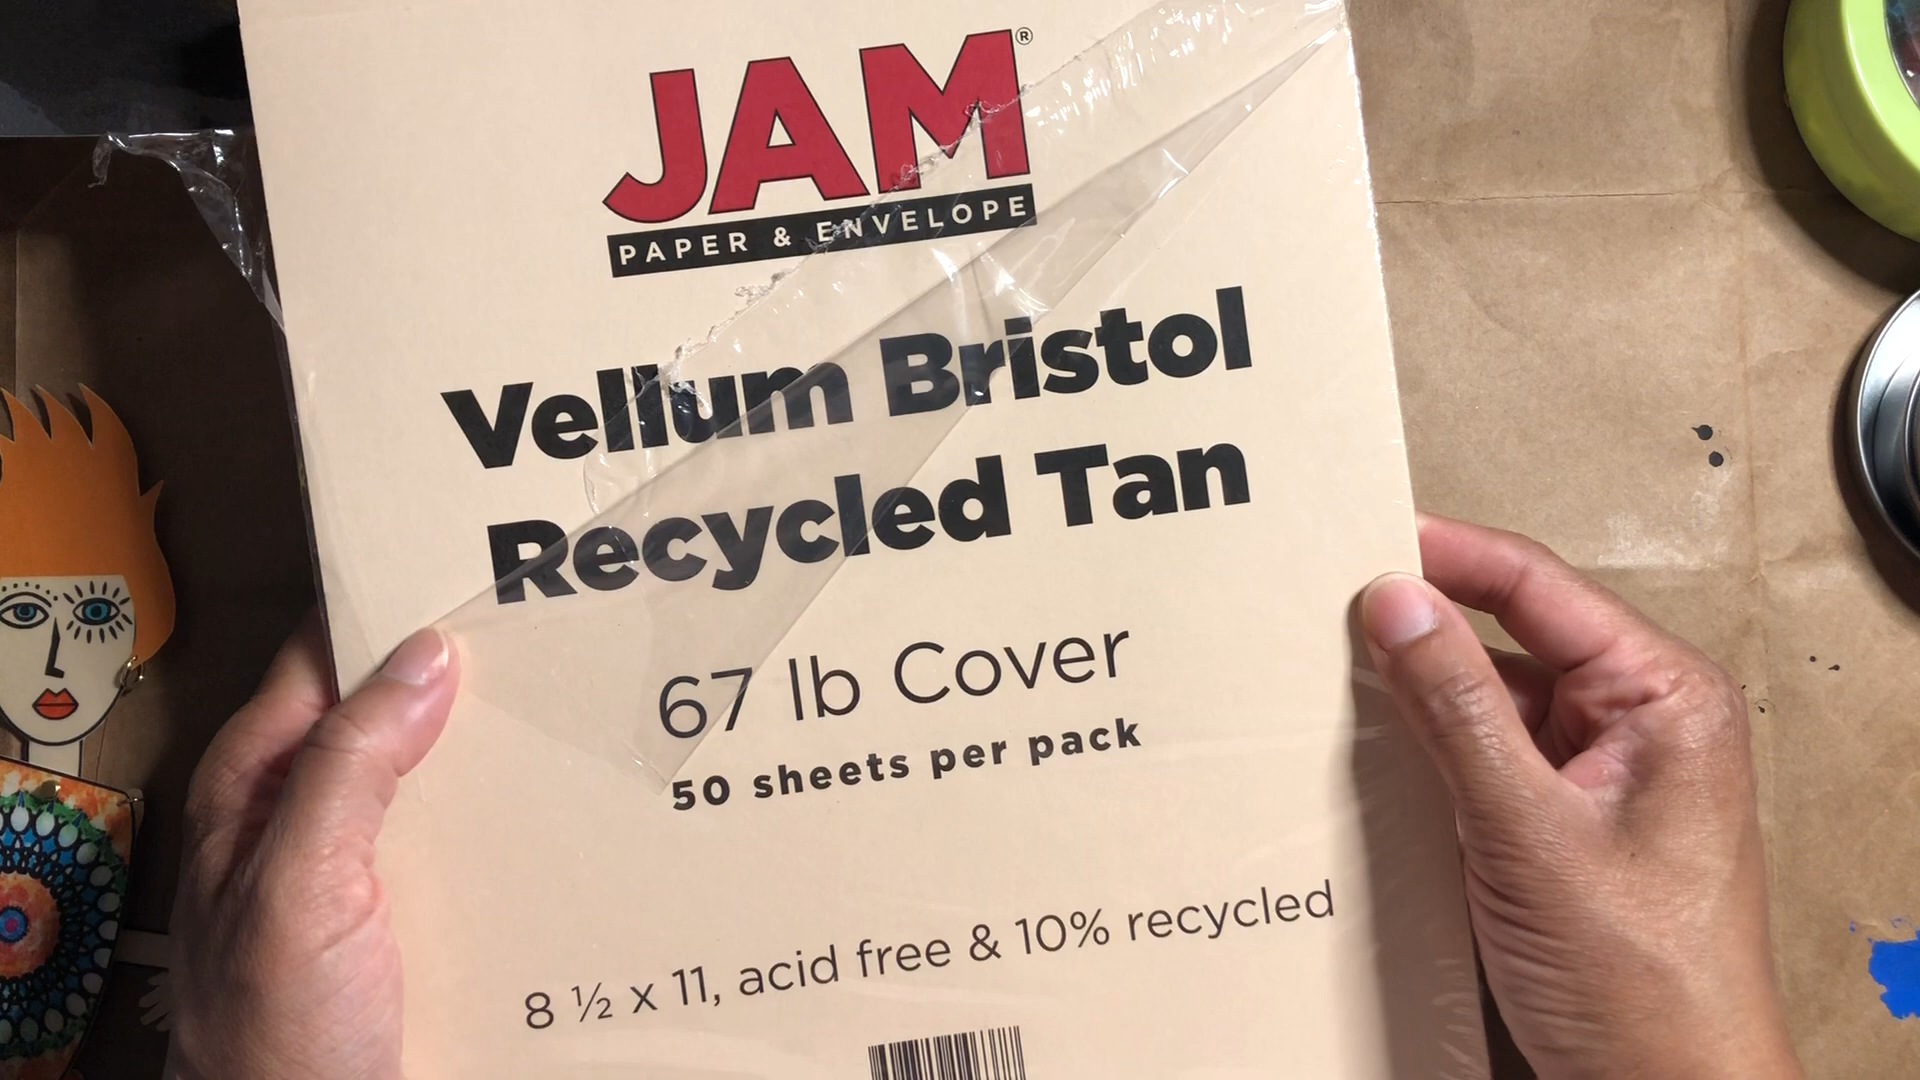 JAM®
PAPER & ENVELOPE
Vellum Bristol
Recycled Tan
67 lb Cover
50 sheets per pack
8 ½ x 11, acid free & 10% recycled